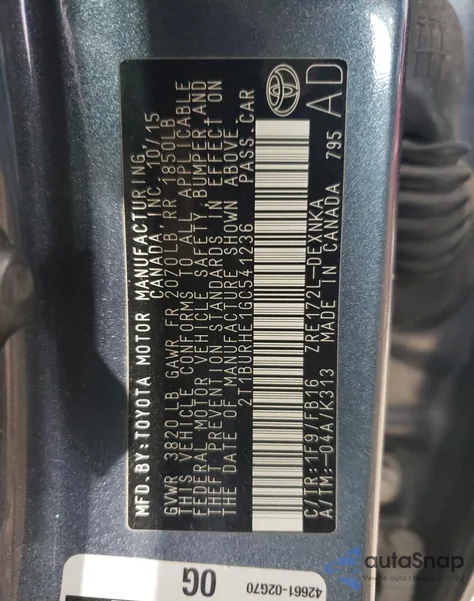 MFD. BY: TOYOTA MOTOR MANUFACTURING
CANADA, INC. 10/15
GVWR 3820 LB GAWR FR 2070LB RR 1850LB
THIS VEHICLE CONFORMS TO ALL APPLICABLE
FEDERAL MOTOR VEHICLE SAFETY, BUMPER, AND
THEFT PREVENTION STANDARDS IN EFFECT ON
THE DATE OF MANUFACTURE SHOWN ABOVE.
2T1BURHE1GC541236 PASS. CAR
C/TR: 1F9/FB16 ZRE172L-DEXNKA
A/TM: -04A/K313 MADE IN CANADA 795
AD
42661-02G70
0G
autoSnap